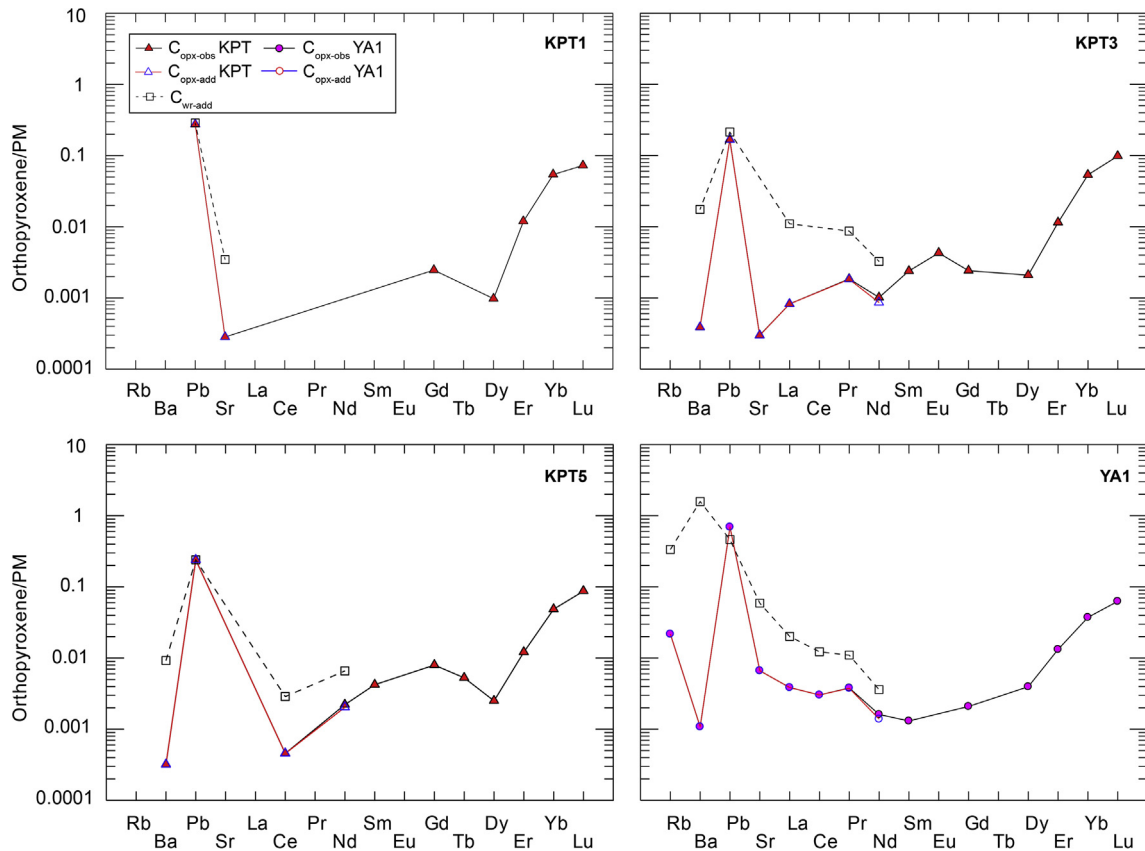 10
1
0.1
0.01
0.001
0.0001
Orthopyroxene/PM
KPT1
C opx-obs KPT C opx-obs YA1
C opx-add KPT C opx-add YA1
C wr-add
Rb Pb La Pr Sm Gd Dy Yb
Ba Sr Ce Nd Eu Tb Er Lu
KPT3
Rb Pb La Pr Sm Gd Dy Yb
Ba Sr Ce Nd Eu Tb Er Lu
10
1
0.1
0.01
0.001
0.0001
Orthopyroxene/PM
KPT5
Rb Pb La Pr Sm Gd Dy Yb
Ba Sr Ce Nd Eu Tb Er Lu
YA1
Rb Pb La Pr Sm Gd Dy Yb
Ba Sr Ce Nd Eu Tb Er Lu